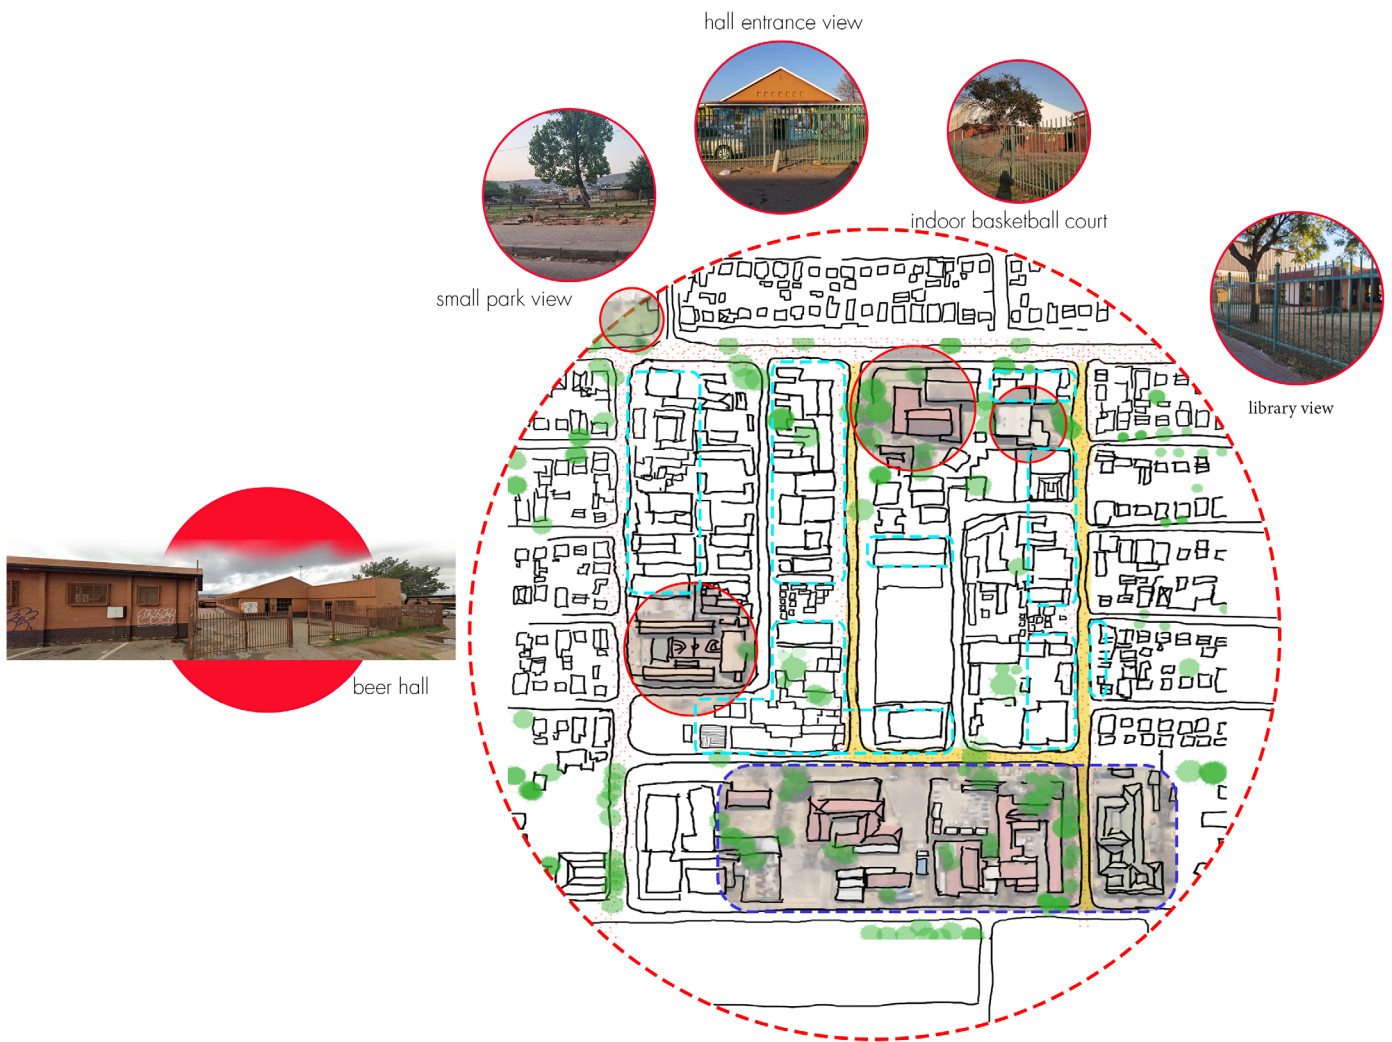 hall entrance view
indoor basketball court
small park view
library view
beer hall